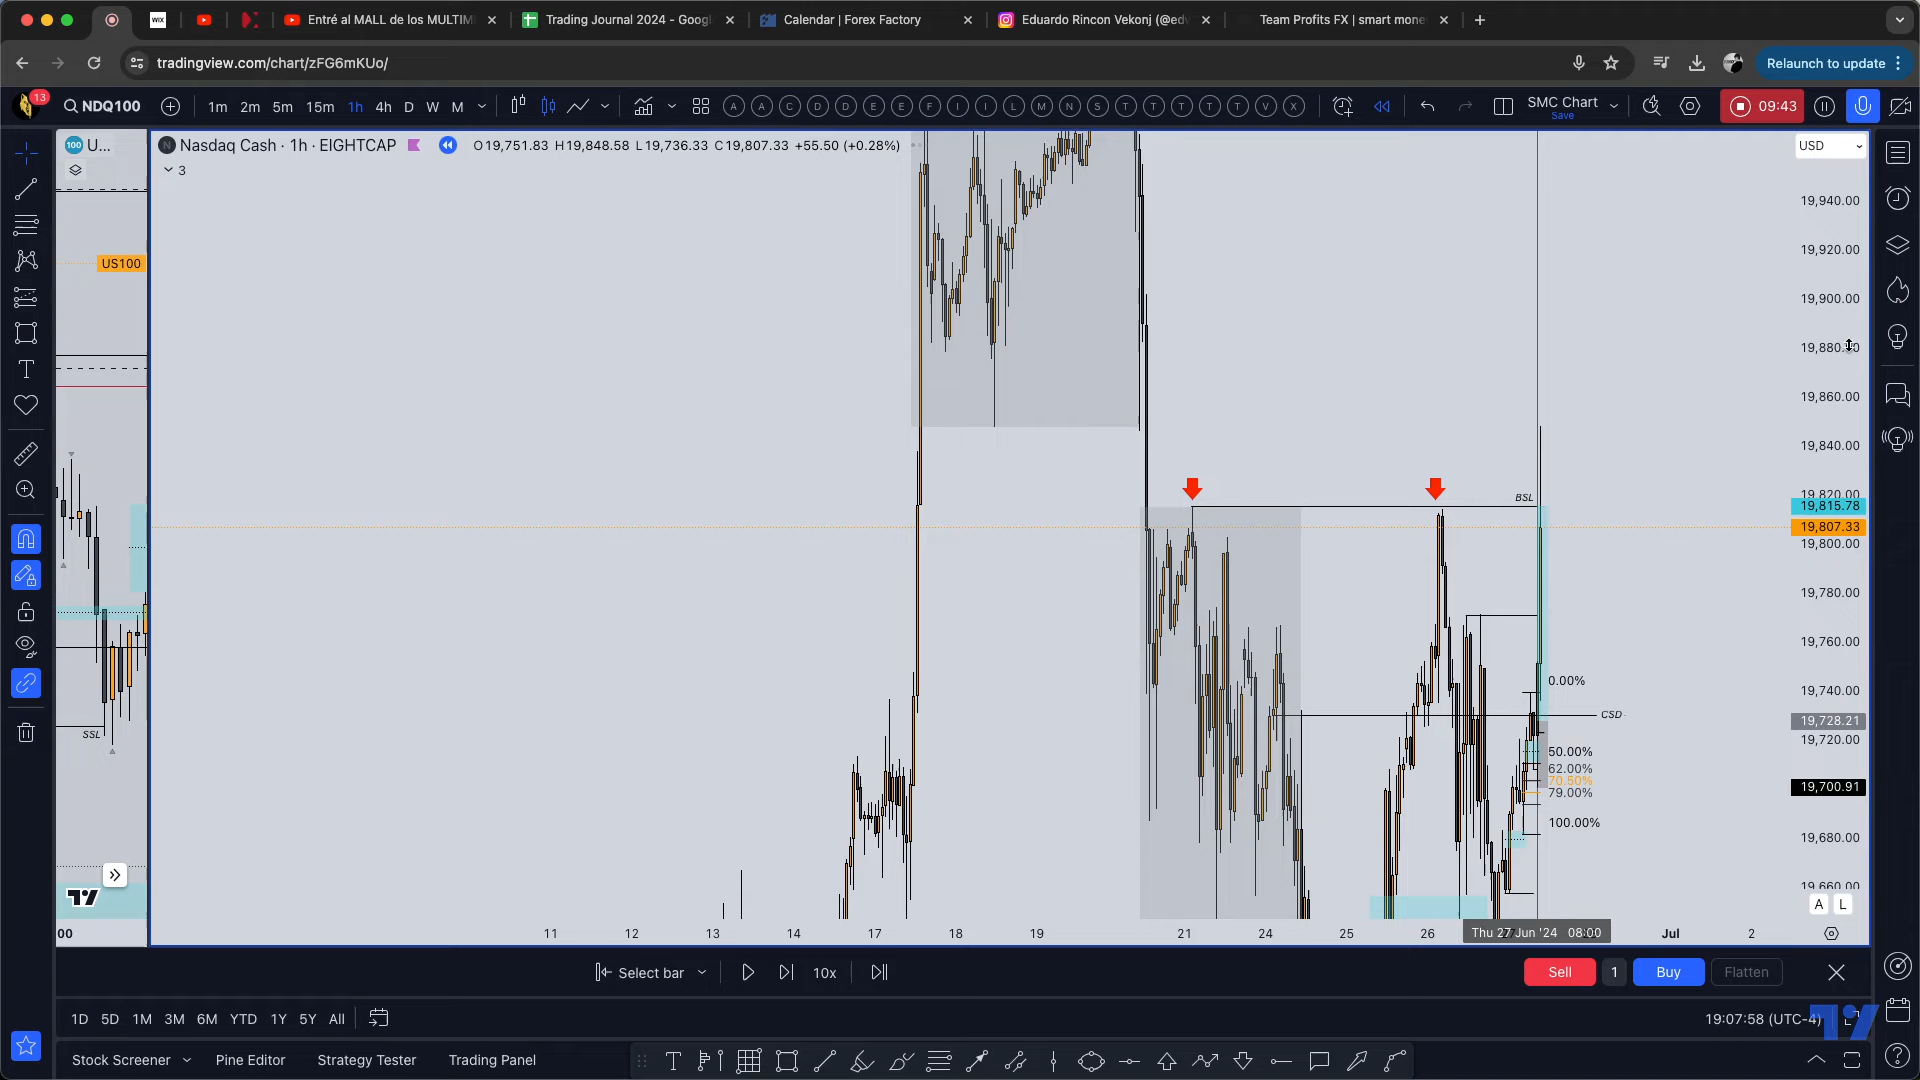 Entré al MALL de los MULTIM
Trading Journal 2024 - Goog
Calendar | Forex Factory
Eduardo Rincon Vekonj (@ed
Team Profits FX | smart mone
tradingview.com/chart/zFG6mKUo/
Relaunch to update
13
NDQ100
1m 2m 5m 15m 1h 4h D W M
A A C D D E E F I I L M N S T T T T T V X
SMC Chart
Save
09:43
100 U...
Nasdaq Cash · 1h · EIGHTCAP
O19,751.83 H19,848.58 L19,736.33 C19,807.33 +55.50 (+0.28%)
USD
3
19,940.00
19,920.00
19,900.00
19,880.00
19,860.00
19,840.00
19,820.00
19,815.78
19,807.33
19,800.00
19,780.00
19,760.00
19,740.00
19,728.21
19,720.00
19,700.91
19,680.00
19,660.00
US100
BSL
0.00%
CSD
50.00%
62.00%
70.50%
79.00%
100.00%
SSL
A L
:00
11 12 13 14 17 18 19 21 24 25 26
Thu 27 Jun '24 08:00
Jul 2
Select bar
10x
Sell
1
Buy
Flatten
1D 5D 1M 3M 6M YTD 1Y 5Y All
19:07:58 (UTC-4)
Stock Screener
Pine Editor
Strategy Tester
Trading Panel